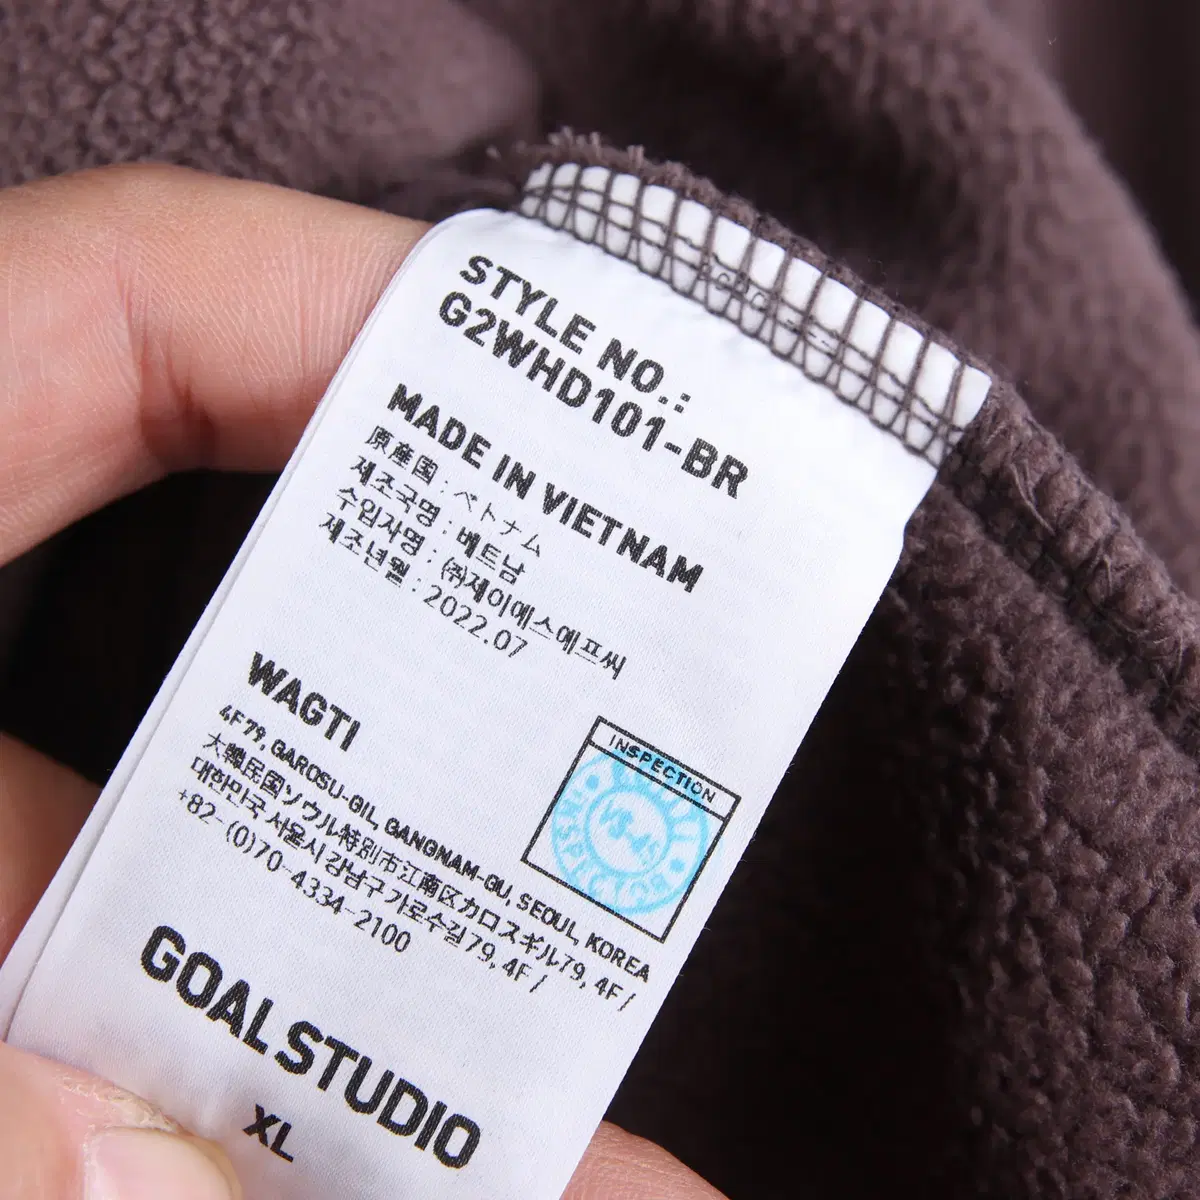 STYLE NO.:
G2WHD101-BR
MADE IN VIETNAM
原産国 : ベトナム
제조국명 : 베트남
수입자명 : ㈜제이에스에프씨
제조년월 : 2022.07
WAGTI
4F79, GAROSU-GIL, GANGNAM-GU, SEOUL, KOREA
大韓民国ソウル特別市江南区カロスギル79, 4F /
대한민국 서울시 강남구 가로수길 79, 4F /
+82-(0)70-4334-2100
INSPECTION
GOAL STUDIO
XL